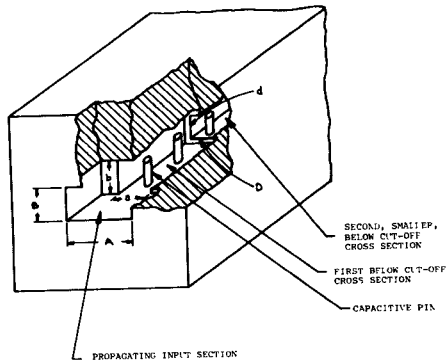 d
b
a
D
B
A
SECOND, SMALLER,
BELOW CUT-OFF
CROSS SECTION
FIRST BELOW CUT-OFF
CROSS SECTION
CAPACITIVE PIN
PROPAGATING INPUT SECTION